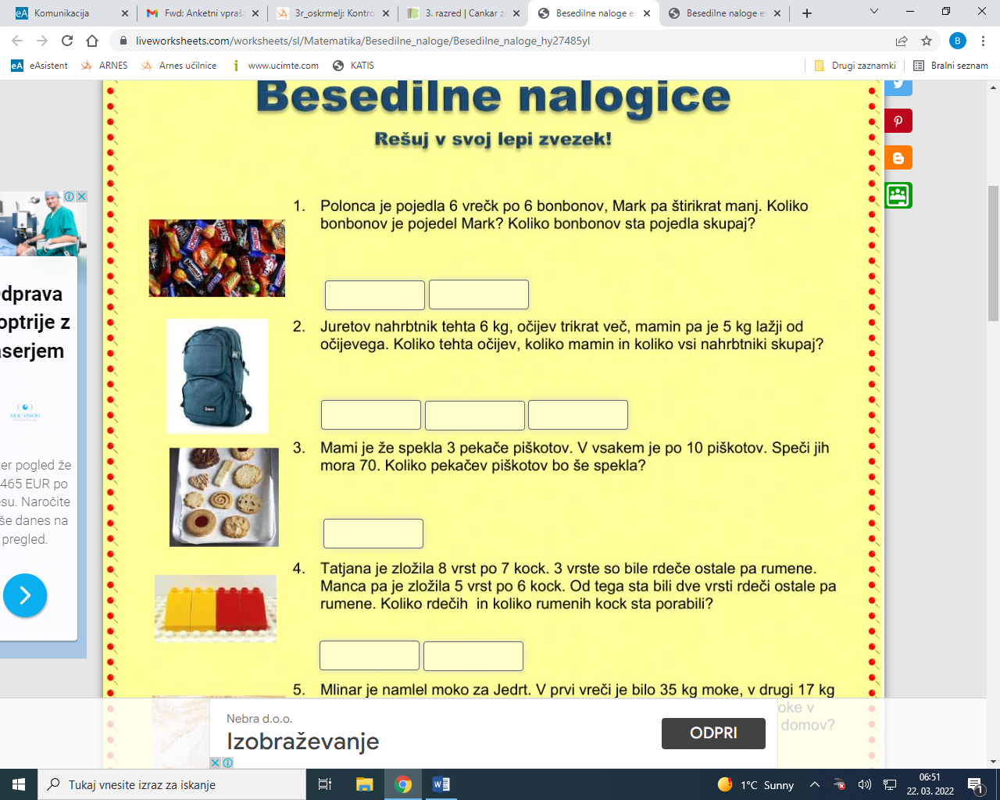 Komunikacija
Fwd: Anketni vpraša
3r_oskrmelj: Kontro
3. razred | Cankar z
Besedilne naloge e
Besedilne naloge e
liveworksheets.com/worksheets/sl/Matematika/Besedilne_naloge/Besedilne_naloge_hy27485yl
B
eA eAsistent
ARNES
Arnes učilnice
www.ucimte.com
KATIS
Drugi zaznamki
Bralni seznam
Besedilne nalogice
Rešuj v svoj lepi zvezek!
1. Polonca je pojedla 6 vrečk po 6 bonbonov, Mark pa štirikrat manj. Koliko
bonbonov je pojedel Mark? Koliko bonbonov sta pojedla skupaj?
2. Juretov nahrbtnik tehta 6 kg, očijev trikrat več, mamin pa je 5 kg lažji od
očijevega. Koliko tehta očijev, koliko mamin in koliko vsi nahrbtniki skupaj?
3. Mami je že spekla 3 pekače piškotov. V vsakem je po 10 piškotov. Speči jih
mora 70. Koliko pekačev piškotov bo še spekla?
4. Tatjana je zložila 8 vrst po 7 kock. 3 vrste so bile rdeče ostale pa rumene.
Manca pa je zložila 5 vrst po 6 kock. Od tega sta bili dve vrsti rdeči ostale pa
rumene. Koliko rdečih in koliko rumenih kock sta porabili?
5. Mlinar je namlel moko za Jedrt. V prvi vreči je bilo 35 kg moke, v drugi 17 kg
oke v
domov?
dprava
optrije z
serjem
BILIC VISION
ter pogled že
465 EUR po
esu. Naročite
še danes na
pregled.
Nebra d.o.o.
Izobraževanje
ODPRI
Tukaj vnesite izraz za iskanje
1°C Sunny
06:51
22. 03. 2022
1